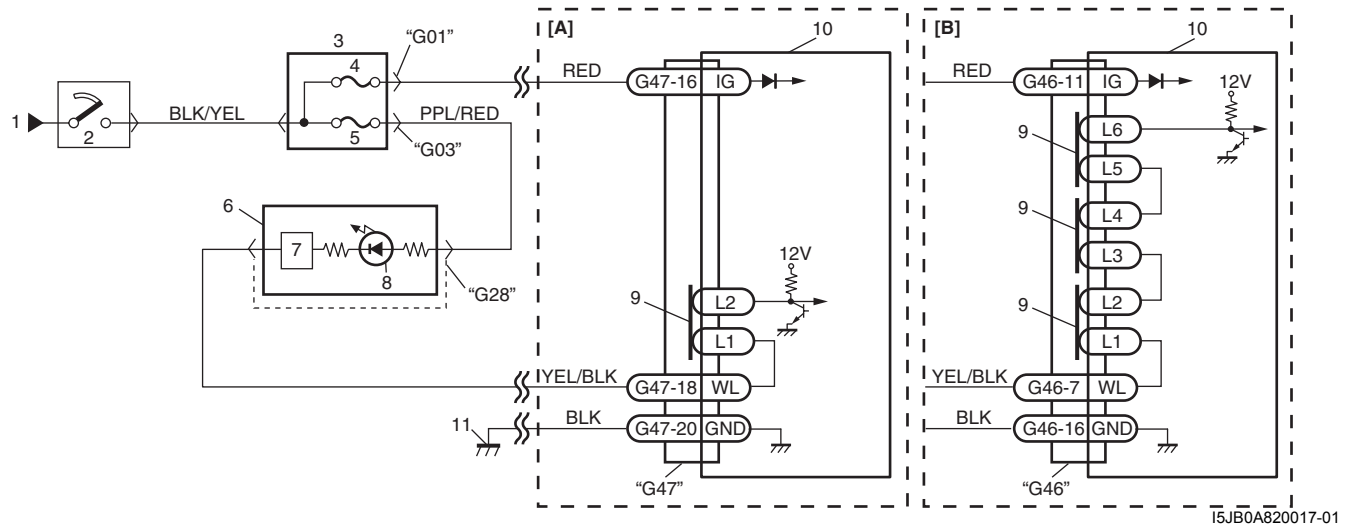 [A]
[B]
3
"G01"
10
10
4
RED
G47-16 IG
RED
G46-11 IG
12V
1
2
BLK/YEL
5
PPL/RED
"G03"
9
L6
L5
6
9
L4
L3
7
8
"G28"
12V
9
L2
L1
9
L2
L1
YEL/BLK
G47-18 WL
YEL/BLK
G46-7 WL
11
BLK
G47-20 GND
BLK
G46-16 GND
"G47"
"G46"
I5JB0A820017-01